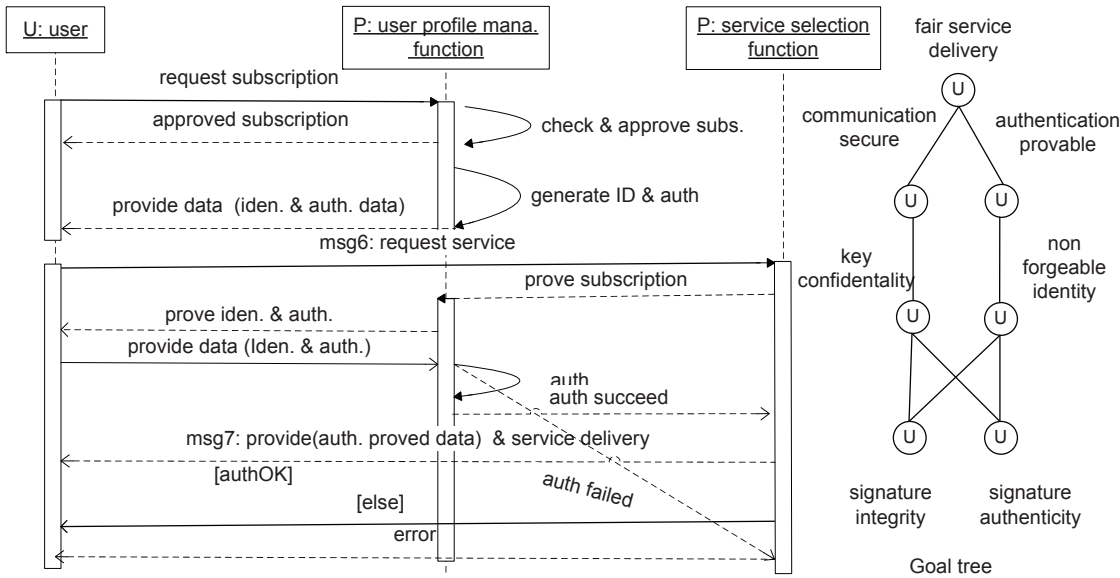 U: user
P: user profile mana.
function
P: service selection
function
request subscription
approved subscription
check & approve subs.
generate ID & auth
provide data (iden. & auth. data)
msg6: request service
prove subscription
prove iden. & auth.
provide data (Iden. & auth.)
auth
auth succeed
msg7: provide(auth. proved data) & service delivery
[authOK]
auth failed
[else]
error
fair service
delivery
U
communication
secure
authentication
provable
U
U
key
confidentality
non
forgeable
identity
U
U
U
U
signature
integrity
signature
authenticity
Goal tree